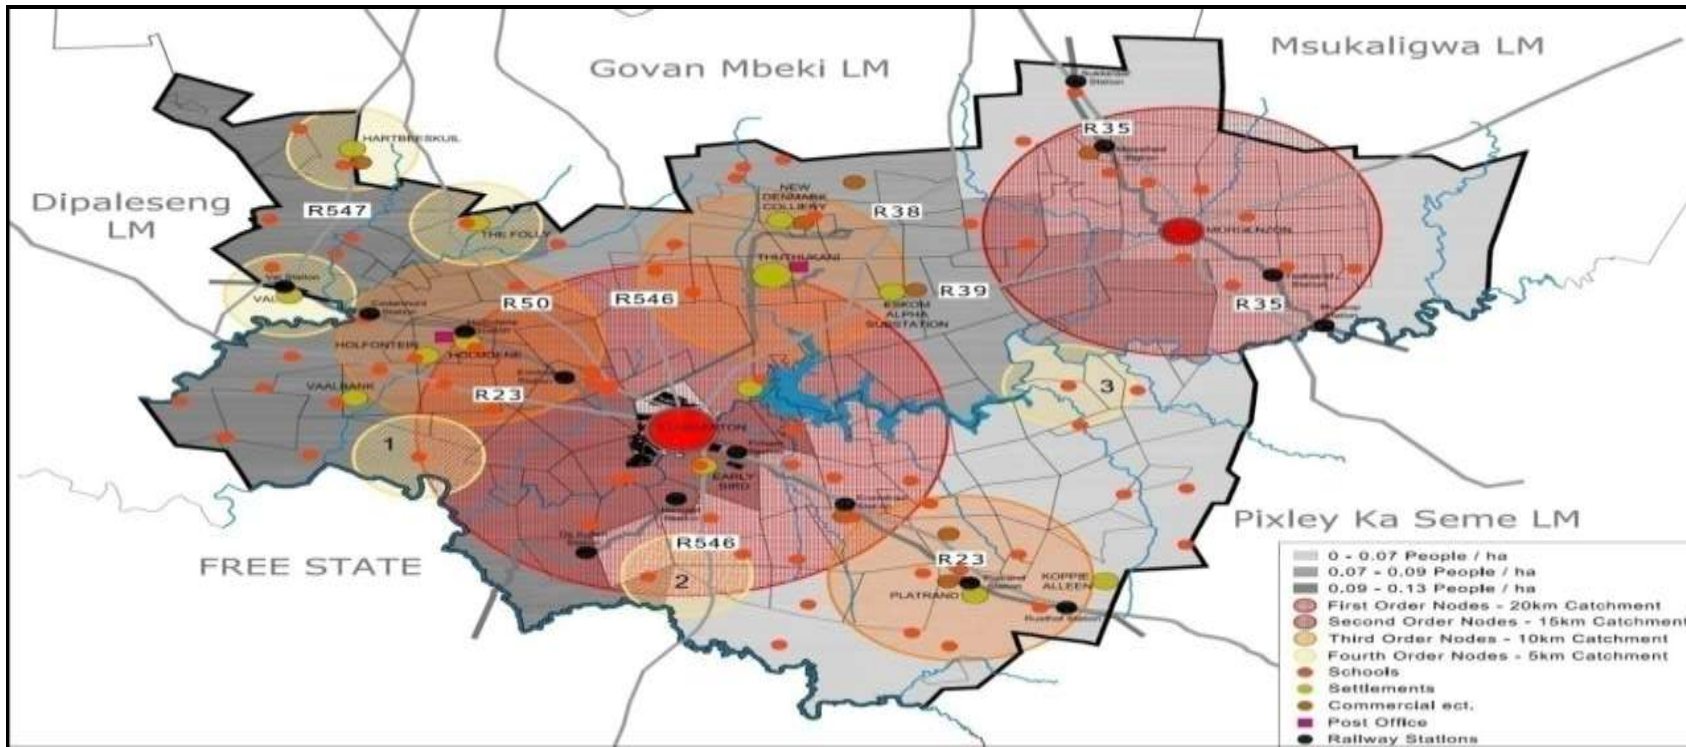 Msukaligwa LM
Govan Mbeki LM
R35
HARTBEESKUIL
Dipaleseng
LM
R547
NEW
DENMARK
COLLIERY
R38
THE FOLLY
MORGENZON
THUTHUKANI
R50
R546
R39
R35
ESKOM
ALPHA
SUBSTATION
HOLFONTEIN
HOLMDENE
VAALBANK
R23
3
STANDERTON
1
EARLY
BIRD
Pixley Ka Seme LM
FREE STATE
R546
R23
2
KOPPIE
ALLEEN
PLATRAND
Rusthof Station
0 - 0.07 People / ha
0.07 - 0.09 People / ha
0.09 - 0.13 People / ha
First Order Nodes - 20km Catchment
Second Order Nodes - 15km Catchment
Third Order Nodes - 10km Catchment
Fourth Order Nodes - 5km Catchment
Schools
Settlements
Commercial ect.
Post Office
Railway Stations